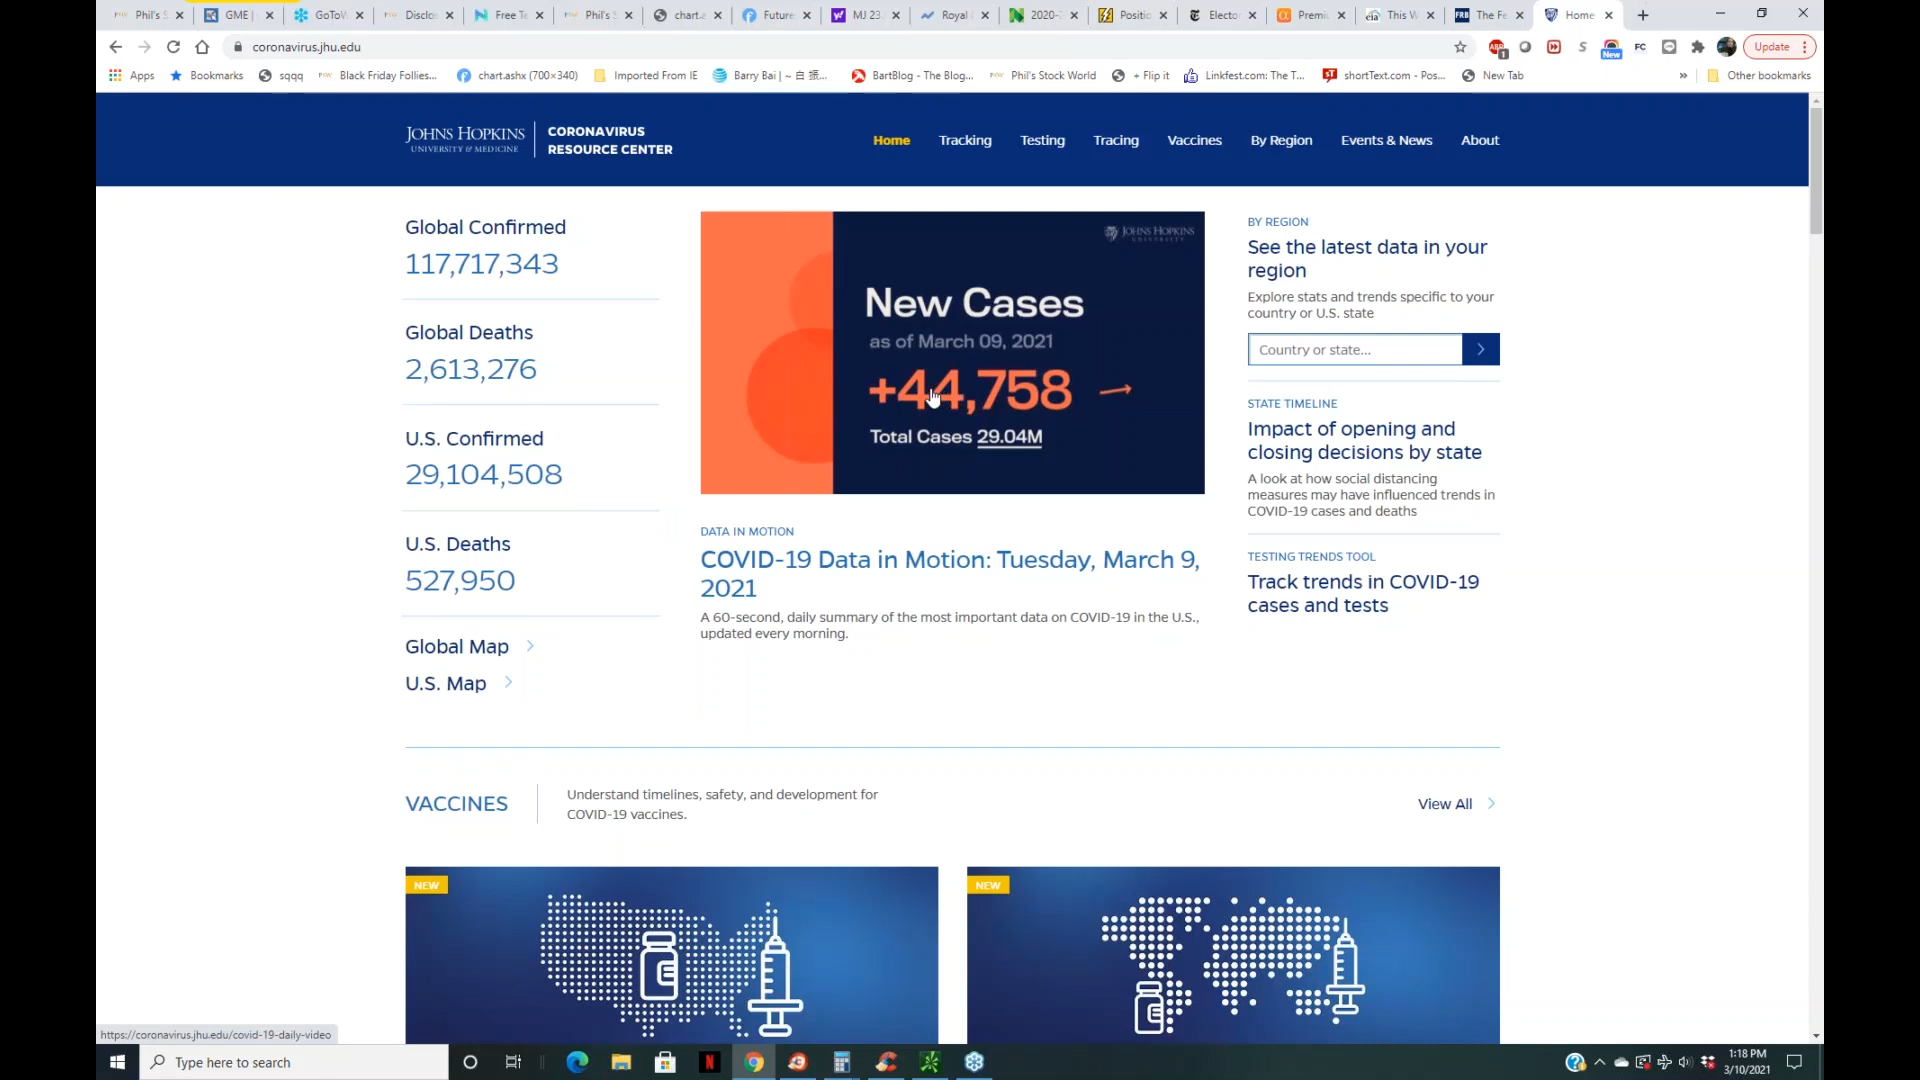 Phil's S
GME |
GoToW
Disclo
Free Te
Phil's S
chart.a
Future
MJ 23.
Royal
2020-
Positio
Elector
Premiu
This W
The Fe
Home
coronavirus.jhu.edu
Update
Apps
Bookmarks
sqqq
Black Friday Follies...
chart.ashx (700×340)
Imported From IE
Barry Bai | ~ 白 振...
BartBlog - The Blog...
Phil's Stock World
+ Flip it
Linkfest.com: The T...
shortText.com - Pos...
New Tab
Other bookmarks
JOHNS HOPKINS
UNIVERSITY & MEDICINE
CORONAVIRUS
RESOURCE CENTER
Home
Tracking
Testing
Tracing
Vaccines
By Region
Events & News
About
Global Confirmed
117,717,343
Global Deaths
2,613,276
U.S. Confirmed
29,104,508
U.S. Deaths
527,950
Global Map
U.S. Map
JOHNS HOPKINS
UNIVERSITY
New Cases
as of March 09, 2021
+44,758
Total Cases 29.04M
DATA IN MOTION
COVID-19 Data in Motion: Tuesday, March 9,
2021
A 60-second, daily summary of the most important data on COVID-19 in the U.S.,
updated every morning.
BY REGION
See the latest data in your
region
Explore stats and trends specific to your
country or U.S. state
Country or state...
STATE TIMELINE
Impact of opening and
closing decisions by state
A look at how social distancing
measures may have influenced trends in
COVID-19 cases and deaths
TESTING TRENDS TOOL
Track trends in COVID-19
cases and tests
VACCINES
Understand timelines, safety, and development for
COVID-19 vaccines.
View All
NEW
NEW
https://coronavirus.jhu.edu/covid-19-daily-video
Type here to search
1:18 PM
3/10/2021